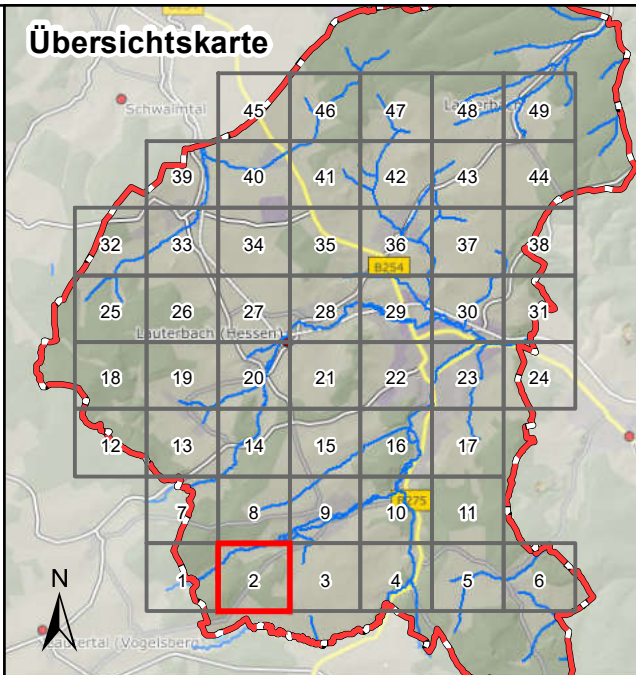 Übersichtskarte
Schwalmtal
45 46 47 48 49
39 40 41 42 43 44
32 33 34 35 36 37 38
B254
25 26 27 28 29 30 31
Lauterbach (Hessen)
18 19 20 21 22 23 24
12 13 14 15 16 17
7 8 9 10 11
1 2 3 4 5 6
N
(Vogelsberg)